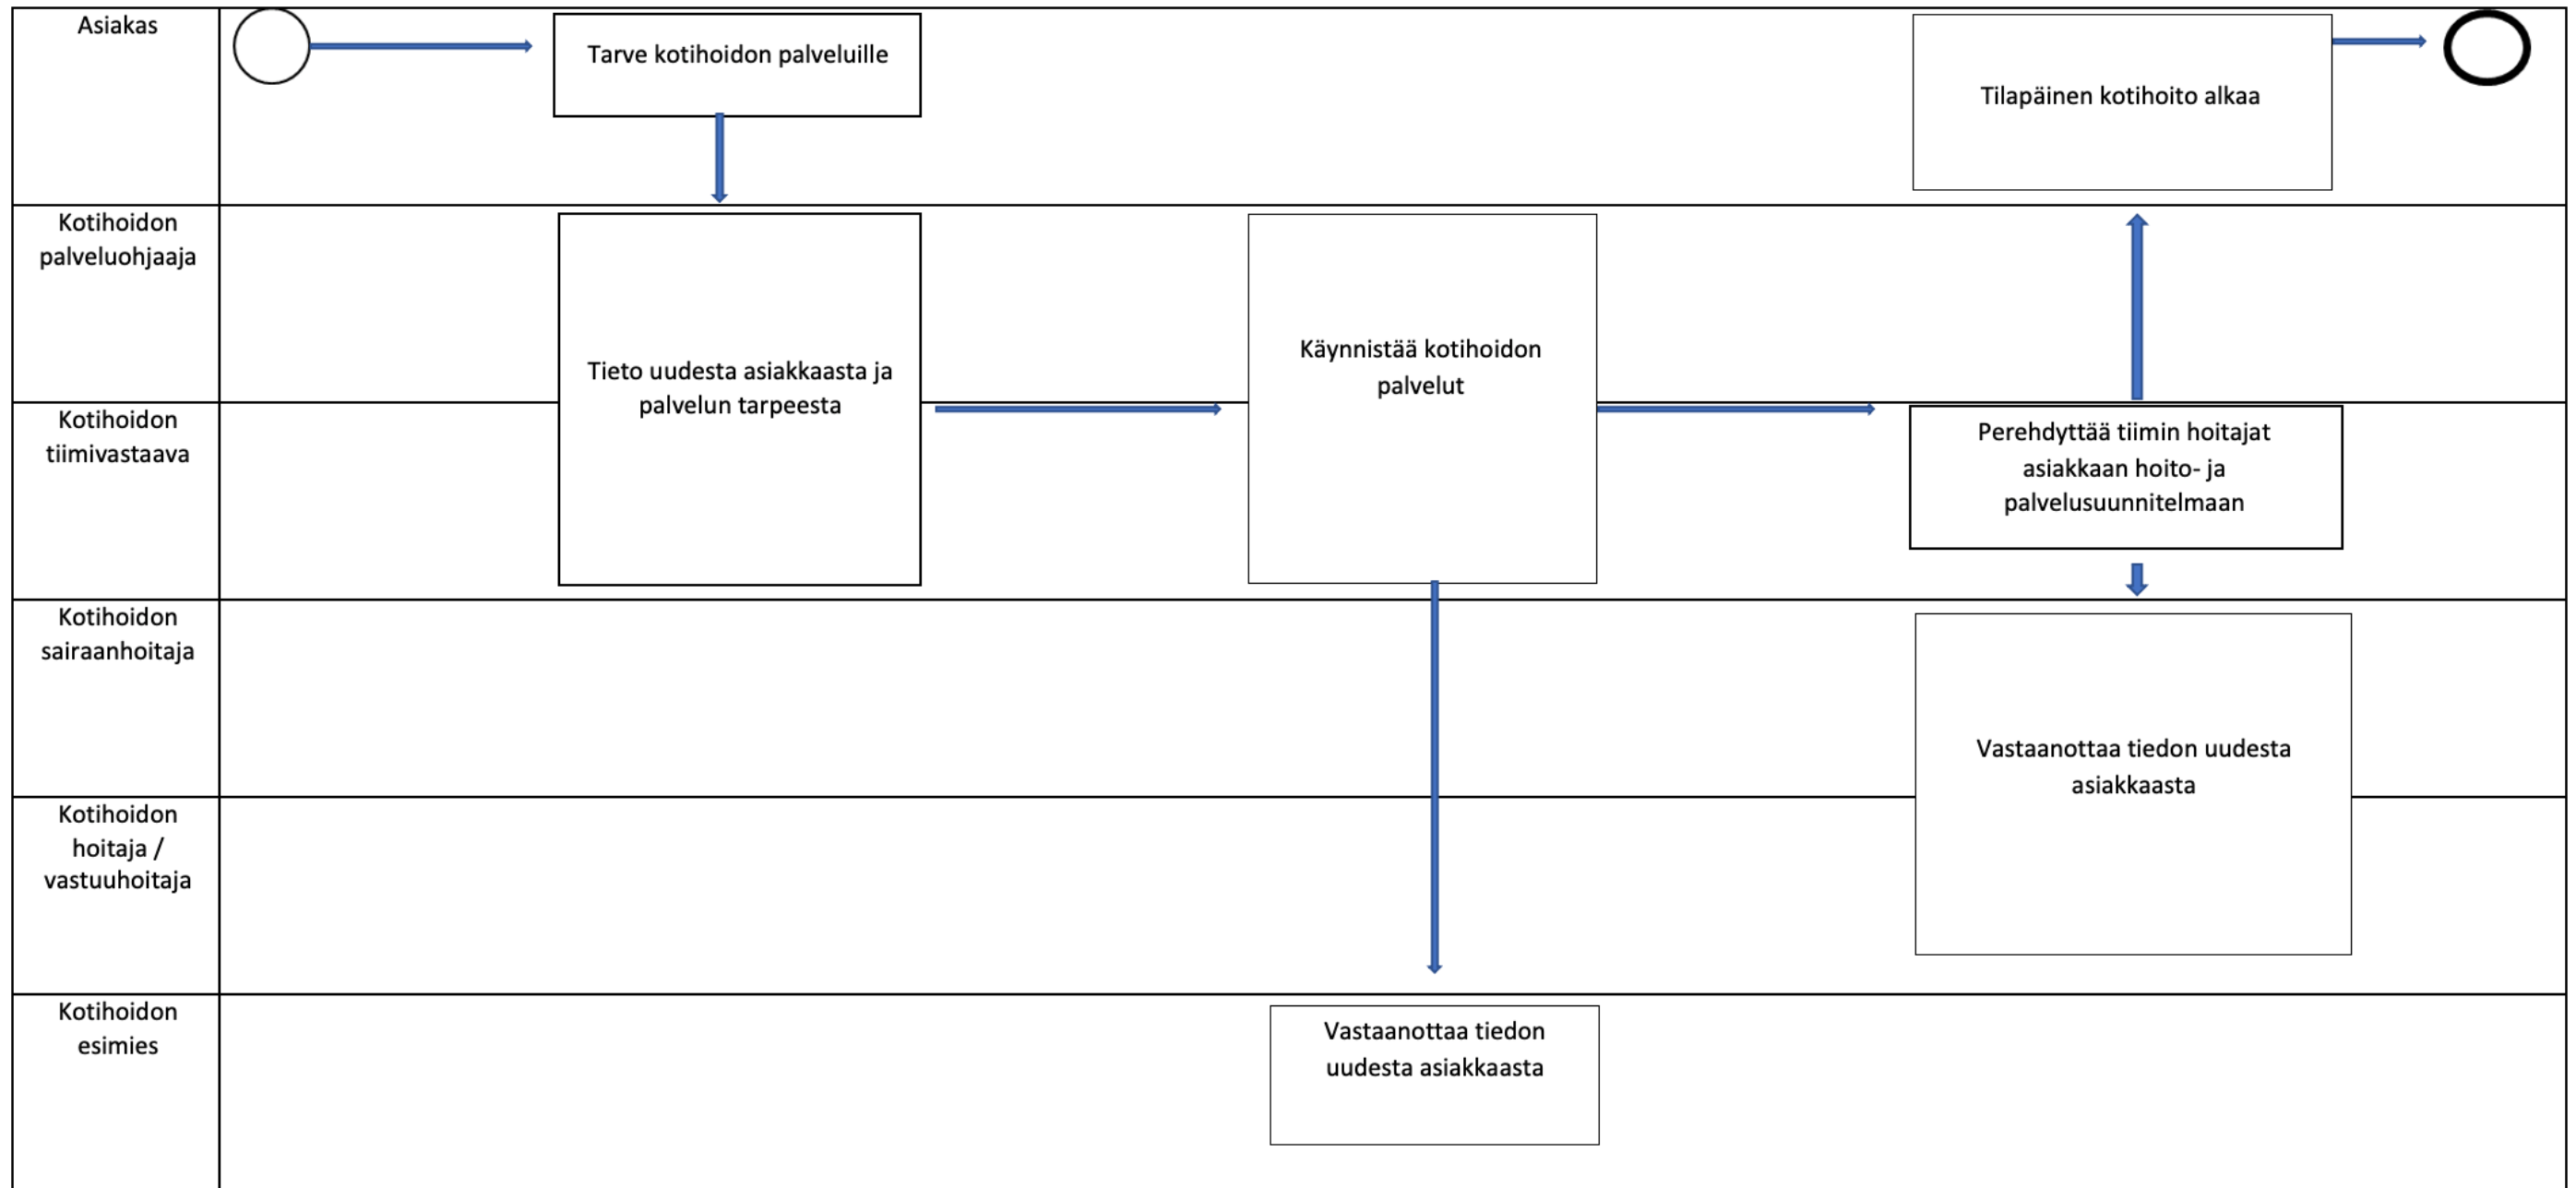 Asiakas
Tarve kotihoidon palveluille
Tilapäinen kotihoito alkaa
Kotihoidon
palveluohjaaja
Tieto uudesta asiakkaasta ja
palvelun tarpeesta
Käynnistää kotihoidon
palvelut
Kotihoidon
tiimivastaava
Perehdyttää tiimin hoitajat
asiakkaan hoito- ja
palvelusuunnitelmaan
Kotihoidon
sairaanhoitaja
Vastaanottaa tiedon uudesta
asiakkaasta
Kotihoidon
hoitaja /
vastuuhoitaja
Kotihoidon
esimies
Vastaanottaa tiedon
uudesta asiakkaasta